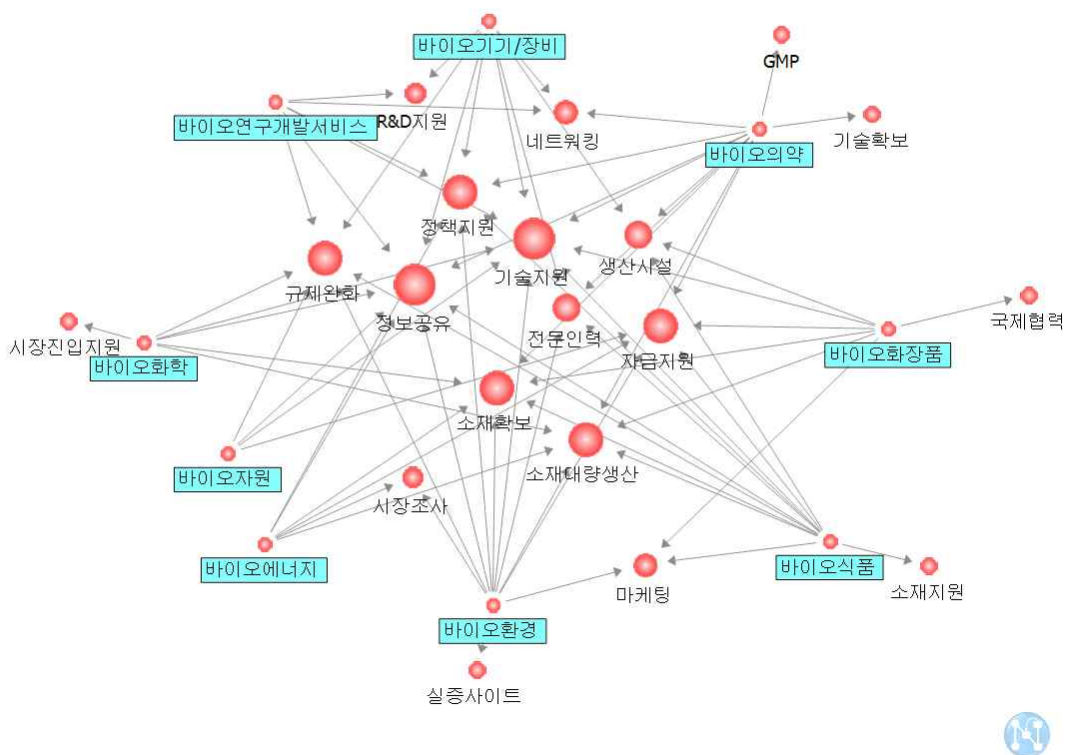 바이오기기/장비
GMP
R&D지원
바이오연구개발서비스
네트워킹
기술확보
바이오의약
정책지원
기술지원
생산시설
규제완화
정보공유
전문인력
자금지원
국제협력
시장진입지원
바이오화학
바이오화장품
소재확보
소재대량생산
바이오자원
시장조사
바이오에너지
바이오식품
마케팅
소재지원
바이오환경
실증사이트